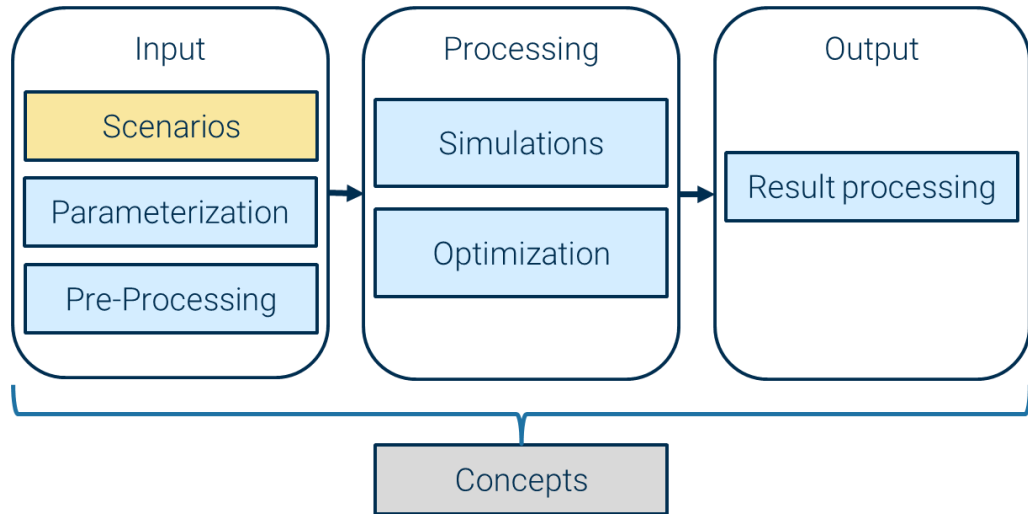 Input
Scenarios
Parameterization
Pre-Processing
Processing
Simulations
Optimization
Output
Result processing
Concepts